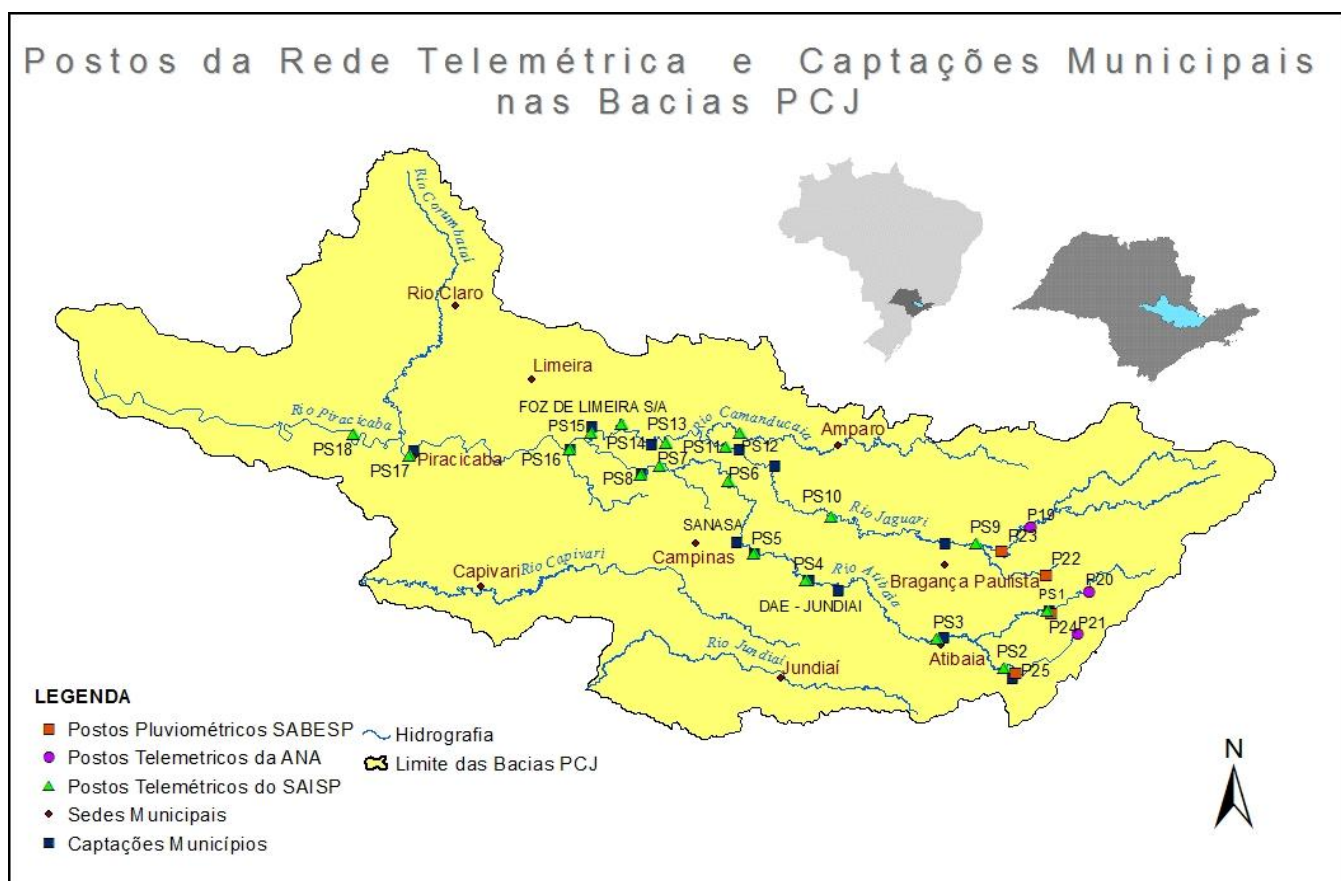 Postos da Rede Telemétrica e Captações Municipais
nas Bacias PCJ
Rio Corumbataí
Rio Claro
Limeira
FOZ DE LIMEIRA S/A
Rio Piracicaba
PS18
PS17
Piracicaba
PS16
PS15
PS14
PS13
Rio Camanducaia
PS11
PS12
Amparo
PS8
PS7
PS6
PS10
Rio Jaguari
PS9
P19
P23
P22
Bragança Paulista
P20
PS1
P24
P21
SANASA
PS5
Campinas
PS4
Rio Atibaia
DAE - JUNDIAI
Capivari
Rio Capivari
PS3
Atibaia
PS2
P25
Rio Jundiaí
Jundiaí
LEGENDA
Postos Pluviométricos SABESP
Postos Telemetricos da ANA
Postos Telemétricos do SAISP
Sedes Municipais
Captações Municípios
Hidrografia
Limite das Bacias PCJ
N